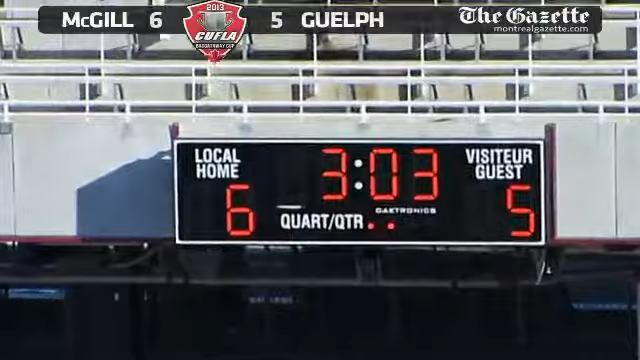 McGILL 6 5 GUELPH
2013
CUFLA
The Gazette
montrealgazette.com
LOCAL HOME 3:03 VISITEUR GUEST
6 5
DAKTRONICS
QUART/QTR